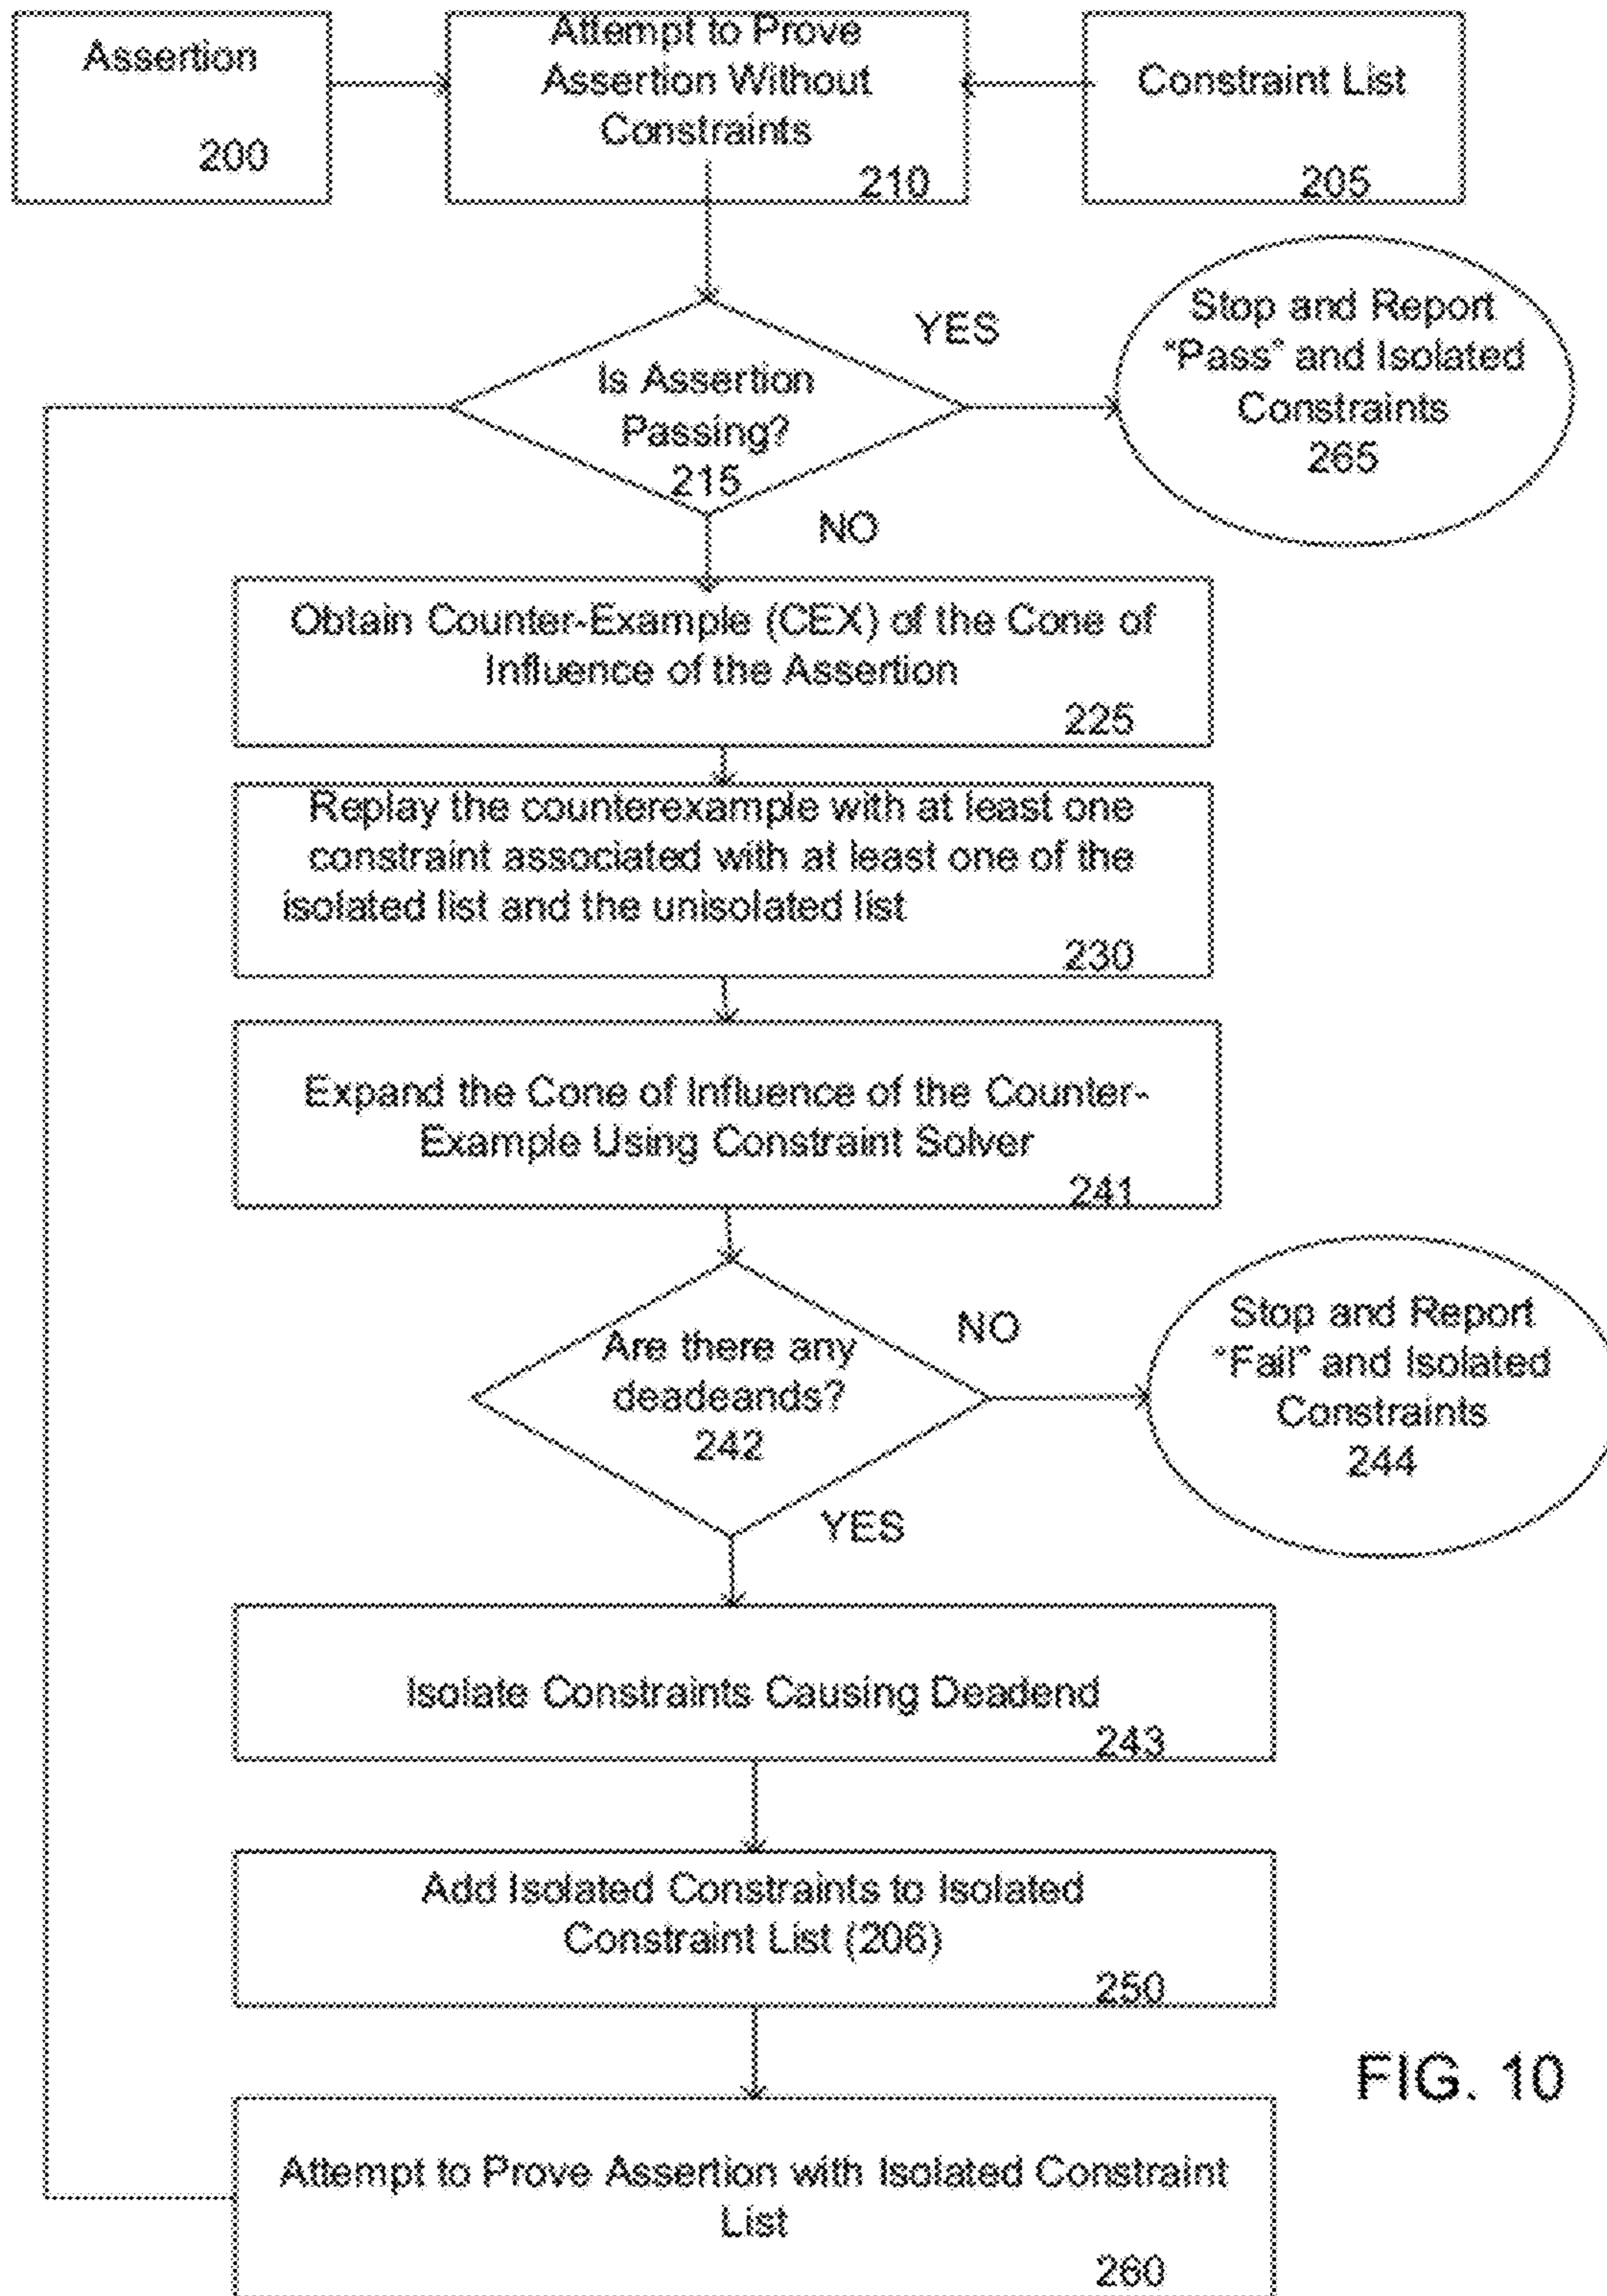 Assertion
200
Attempt to Prove
Assertion Without
Constraints
210
Constraint List
205
Is Assertion
Passing?
215
YES
NO
Stop and Report
"Pass" and Isolated
Constraints
265
Obtain Counter-Example (CEX) of the Cone of
Influence of the Assertion
225
Replay the counterexample with at least one
constraint associated with at least one of the
isolated list and the unisolated list
230
Expand the Cone of Influence of the Counter-
Example Using Constraint Solver
241
Are there any
deadeands?
242
NO
YES
Stop and Report
"Fail" and Isolated
Constraints
244
Isolate Constraints Causing Deadend
243
Add Isolated Constraints to Isolated
Constraint List (206)
250
Attempt to Prove Assertion with Isolated Constraint
List
260
FIG. 10